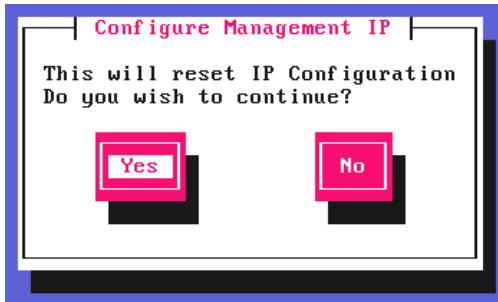 Configure Management IP
This will reset IP Configuration
Do you wish to continue?
Yes No